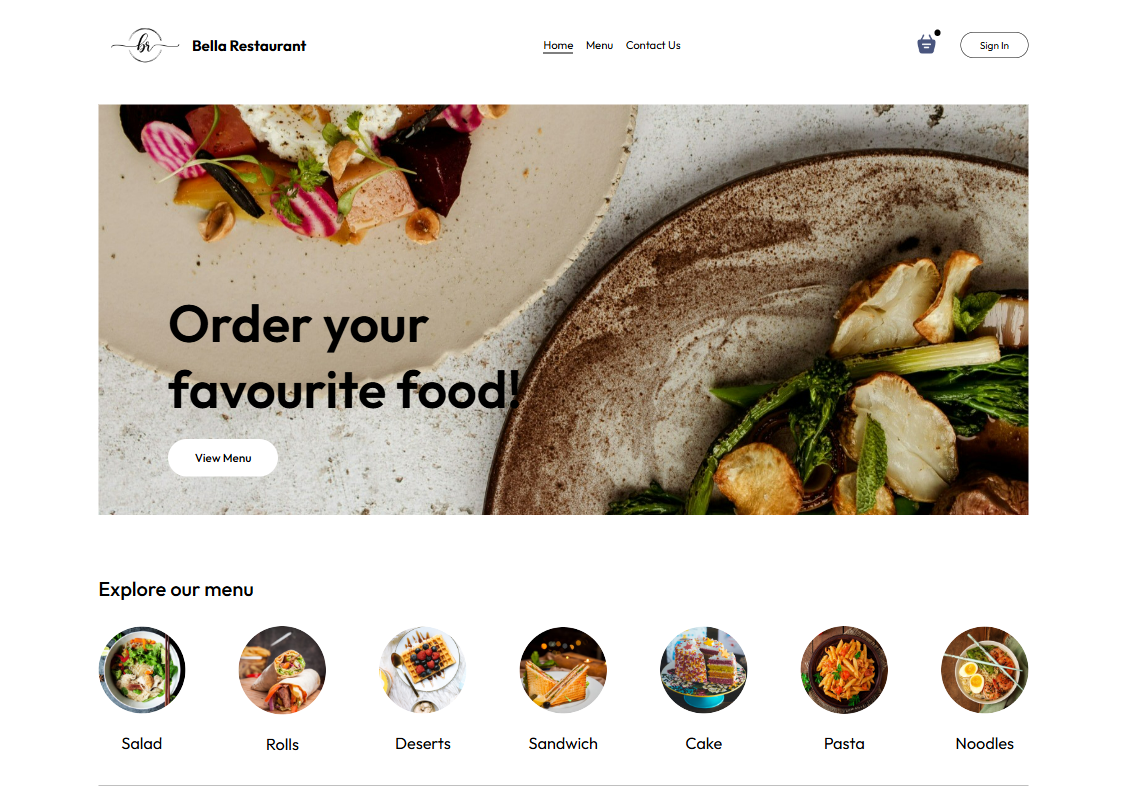 br
Bella Restaurant
Home Menu Contact Us
Sign In
Order your
favourite food!
View Menu
Explore our menu
Salad Rolls Deserts Sandwich Cake Pasta Noodles